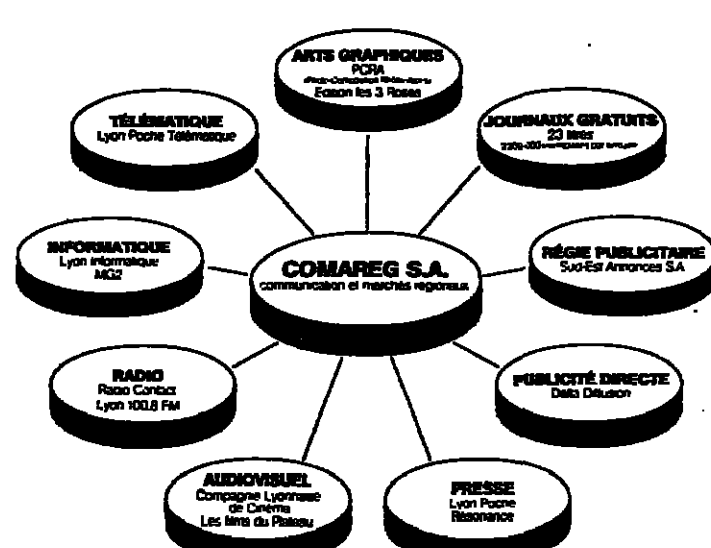 ARTS GRAPHIQUES
PCRA
Edition les 3 Roses
TÉLÉMATIQUE
Lyon Poche Télématique
JOURNAUX GRATUITS
23 titres
INFORMATIQUE
Lyon Informatique
MG2
COMAREG S.A.
communication et marchés régionaux
RÉGIE PUBLICITAIRE
Sud-Est Annonces S.A
RADIO
Radio Contact
Lyon 100.8 FM
PUBLICITÉ DIRECTE
Delta Diffusion
AUDIOVISUEL
Compagnie Lyonnaise
de Cinéma
Les films du Plateau
PRESSE
Lyon Poche
Résonance